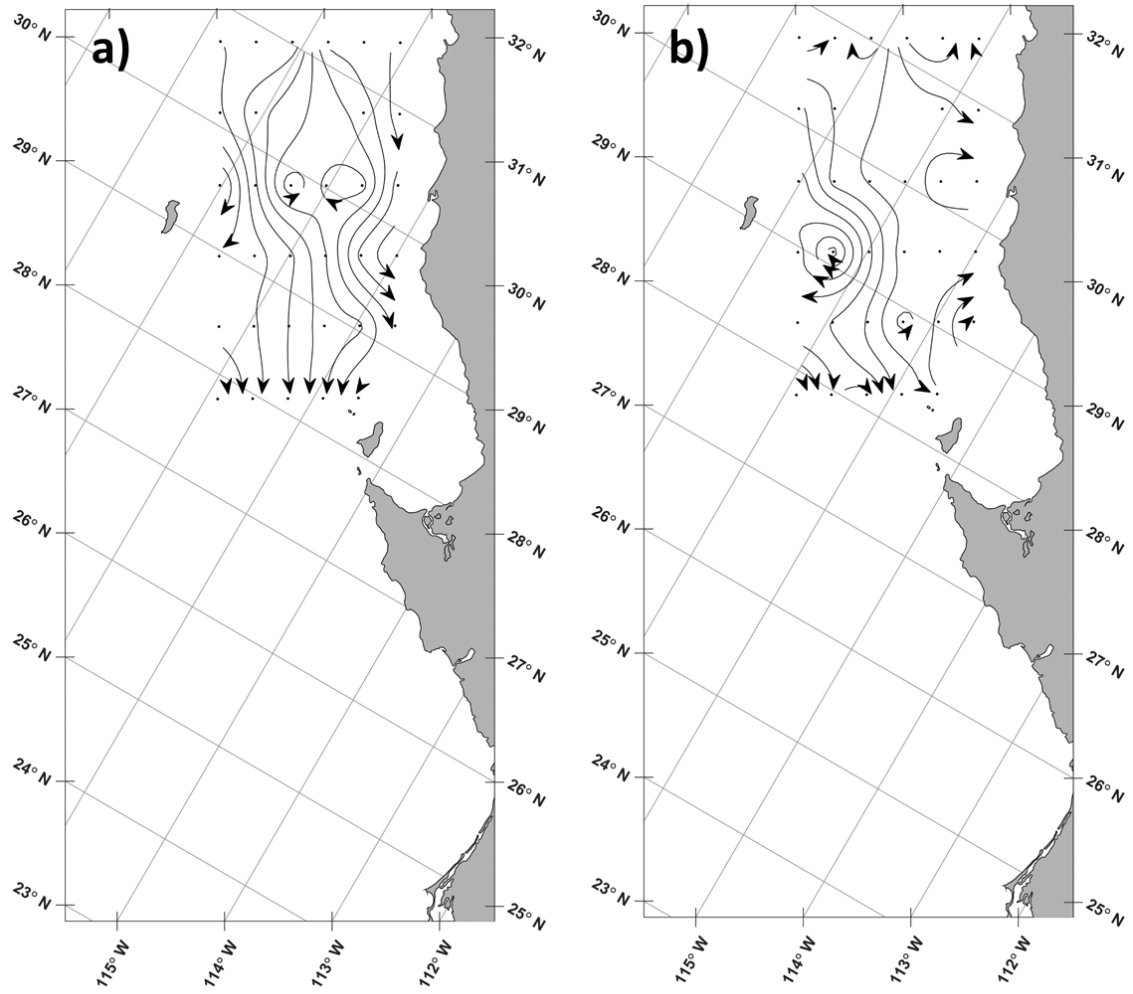 a)
30° N
29° N
28° N
27° N
26° N
25° N
24° N
23° N
32° N
31° N
30° N
29° N
28° N
27° N
26° N
25° N
115° W
114° W
113° W
112° W
b)
30° N
29° N
28° N
27° N
26° N
25° N
24° N
23° N
32° N
31° N
30° N
29° N
28° N
27° N
26° N
25° N
115° W
114° W
113° W
112° W